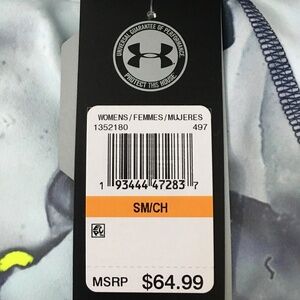 UNIVERSAL GUARANTEE OF PERFORMANCE
PROTECT THIS HOUSE
WOMENS/FEMMES/MUJERES
1352180 497
1 93444 47283 7
SM/CH
MSRP $64.99